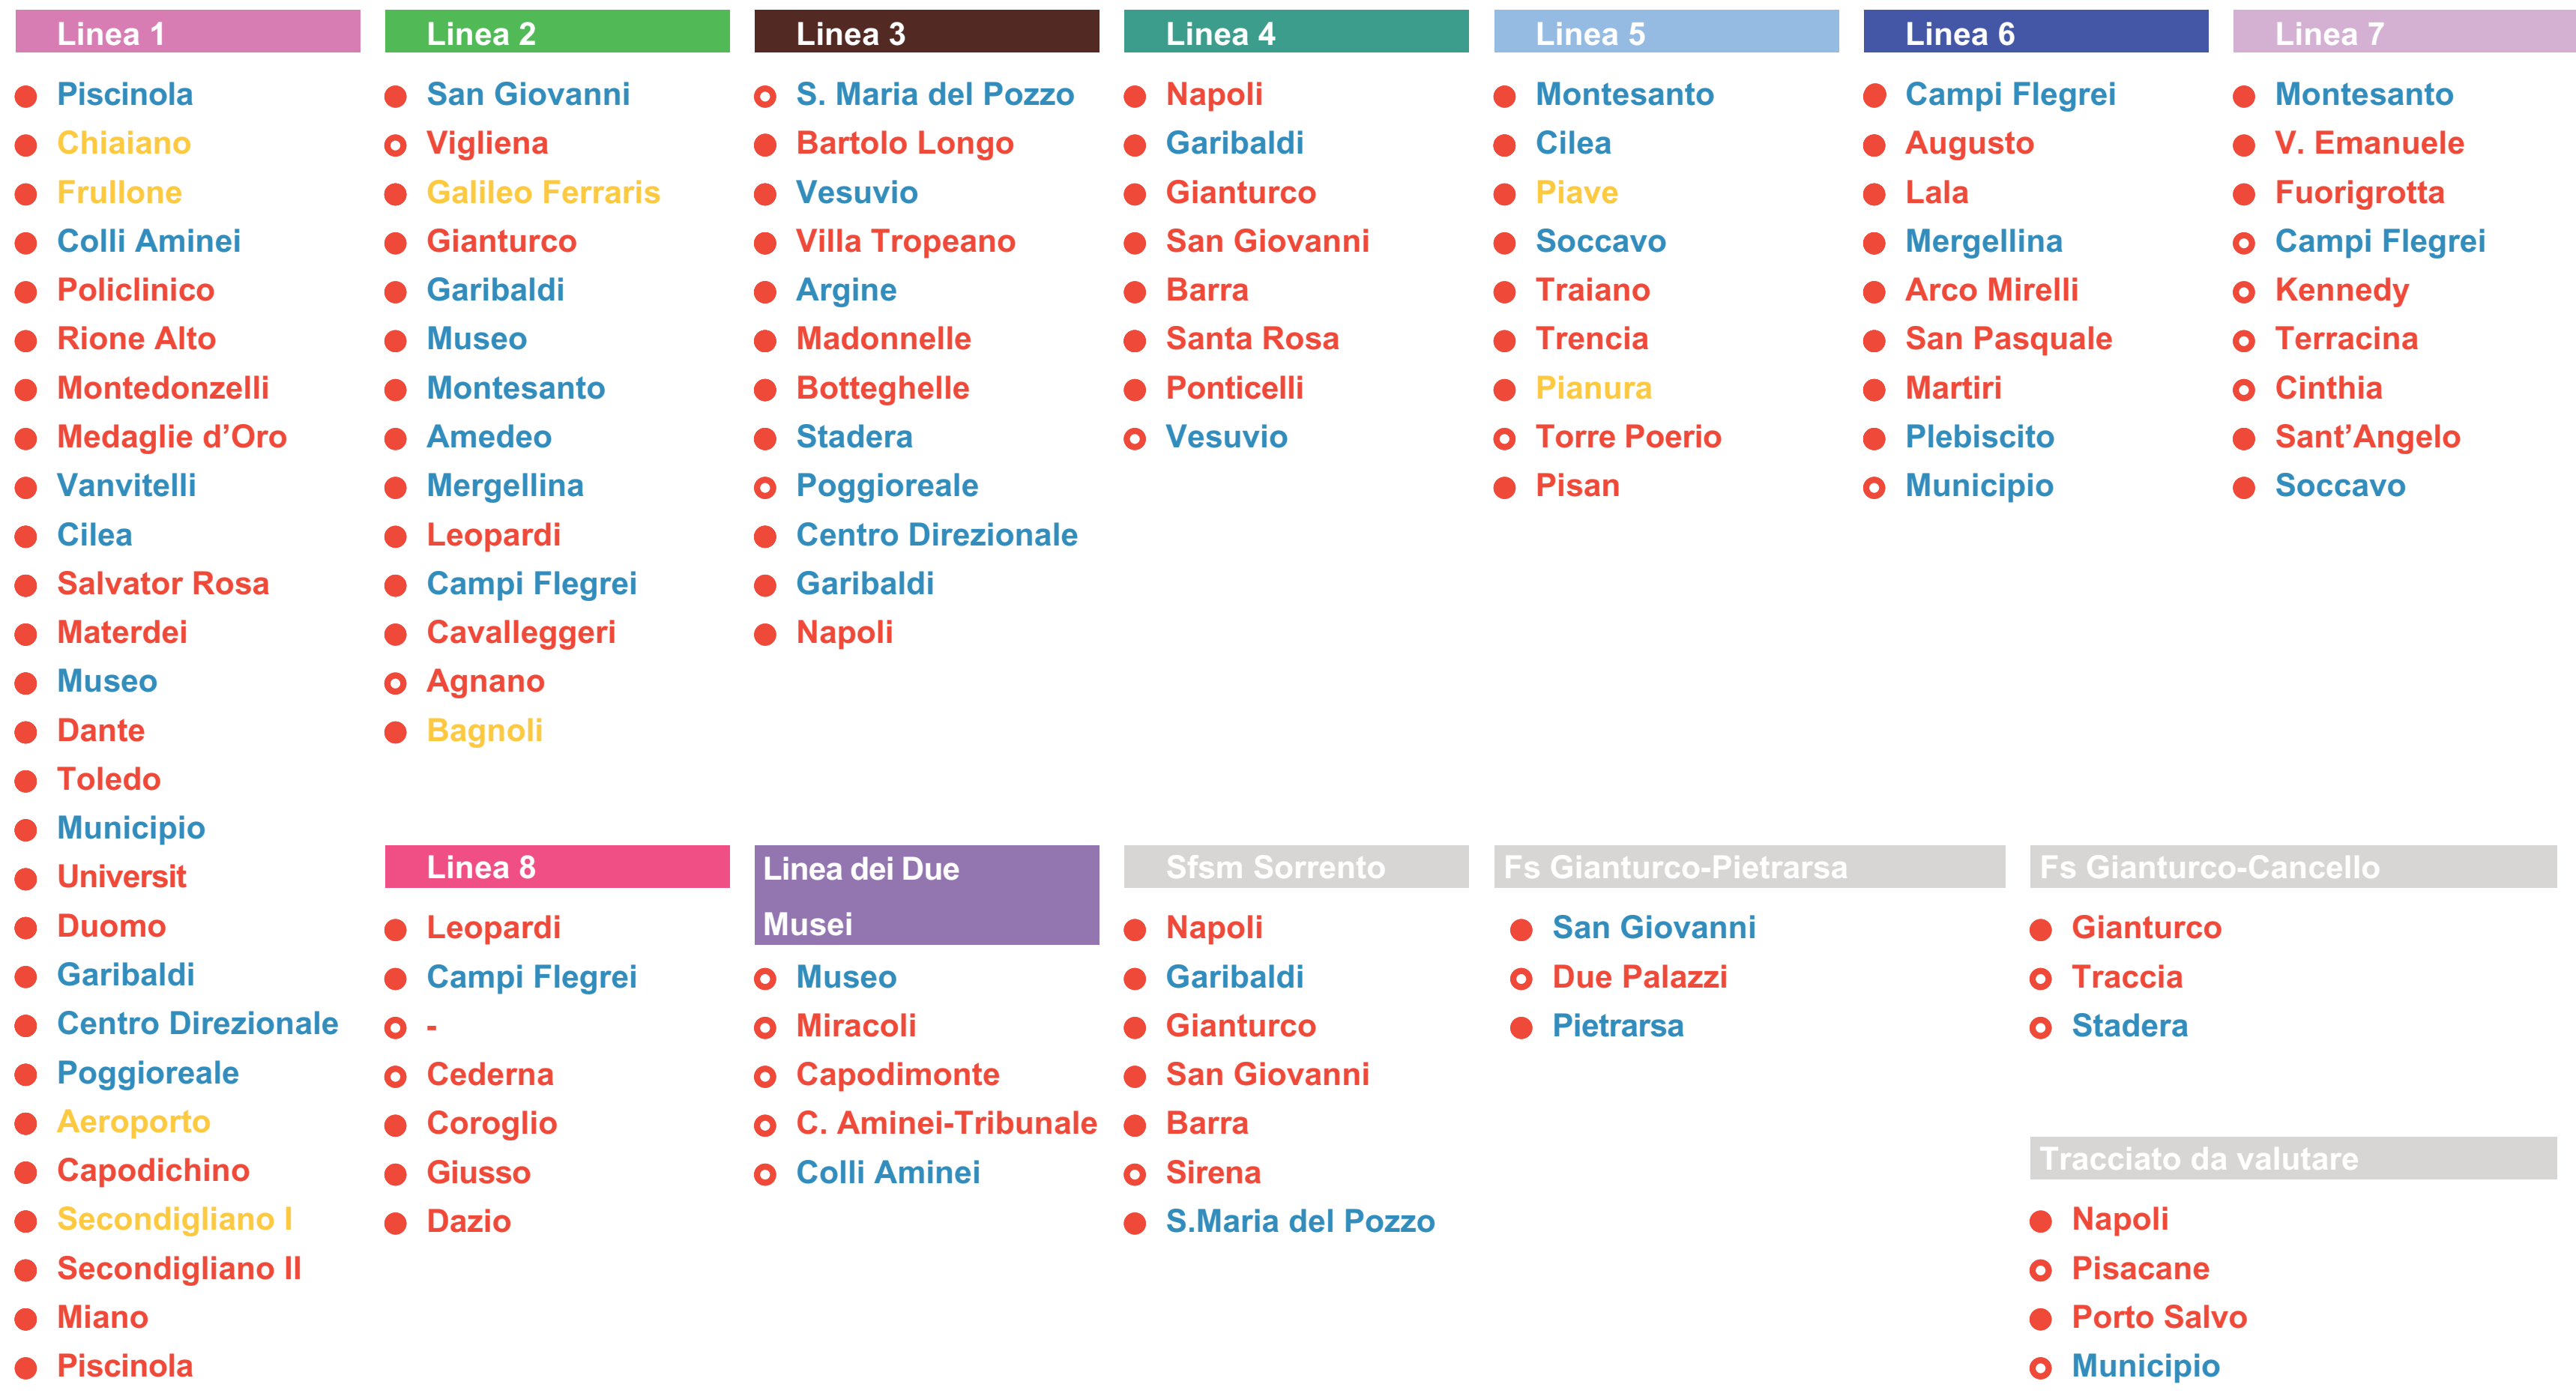 Linea 1
Piscinola
Chiaiano
Frullone
Colli Aminei
Policlinico
Rione Alto
Montedonzelli
Medaglie d’Oro
Vanvitelli
Cilea
Salvator Rosa
Materdei
Museo
Dante
Toledo
Municipio
Universit
Duomo
Garibaldi
Centro Direzionale
Poggioreale
Aeroporto
Capodichino
Secondigliano I
Secondigliano II
Miano
Piscinola
Linea 2
San Giovanni
Vigliena
Galileo Ferraris
Gianturco
Garibaldi
Museo
Montesanto
Amedeo
Mergellina
Leopardi
Campi Flegrei
Cavalleggeri
Agnano
Bagnoli
Linea 3
S. Maria del Pozzo
Bartolo Longo
Vesuvio
Villa Tropeano
Argine
Madonnelle
Botteghelle
Stadera
Poggioreale
Centro Direzionale
Garibaldi
Napoli
Linea 4
Napoli
Garibaldi
Gianturco
San Giovanni
Barra
Santa Rosa
Ponticelli
Vesuvio
Linea 5
Montesanto
Cilea
Piave
Soccavo
Traiano
Trencia
Pianura
Torre Poerio
Pisan
Linea 6
Campi Flegrei
Augusto
Lala
Mergellina
Arco Mirelli
San Pasquale
Martiri
Plebiscito
Municipio
Linea 7
Montesanto
V. Emanuele
Fuorigrotta
Campi Flegrei
Kennedy
Terracina
Cinthia
Sant’Angelo
Soccavo
Linea 8
Leopardi
Campi Flegrei
-
Cederna
Coroglio
Giusso
Dazio
Linea dei Due
Musei
Museo
Miracoli
Capodimonte
C. Aminei-Tribunale
Colli Aminei
Sfsm Sorrento
Napoli
Garibaldi
Gianturco
San Giovanni
Barra
Sirena
S.Maria del Pozzo
Fs Gianturco-Pietrarsa
San Giovanni
Due Palazzi
Pietrarsa
Fs Gianturco-Cancello
Gianturco
Traccia
Stadera
Tracciato da valutare
Napoli
Pisacane
Porto Salvo
Municipio